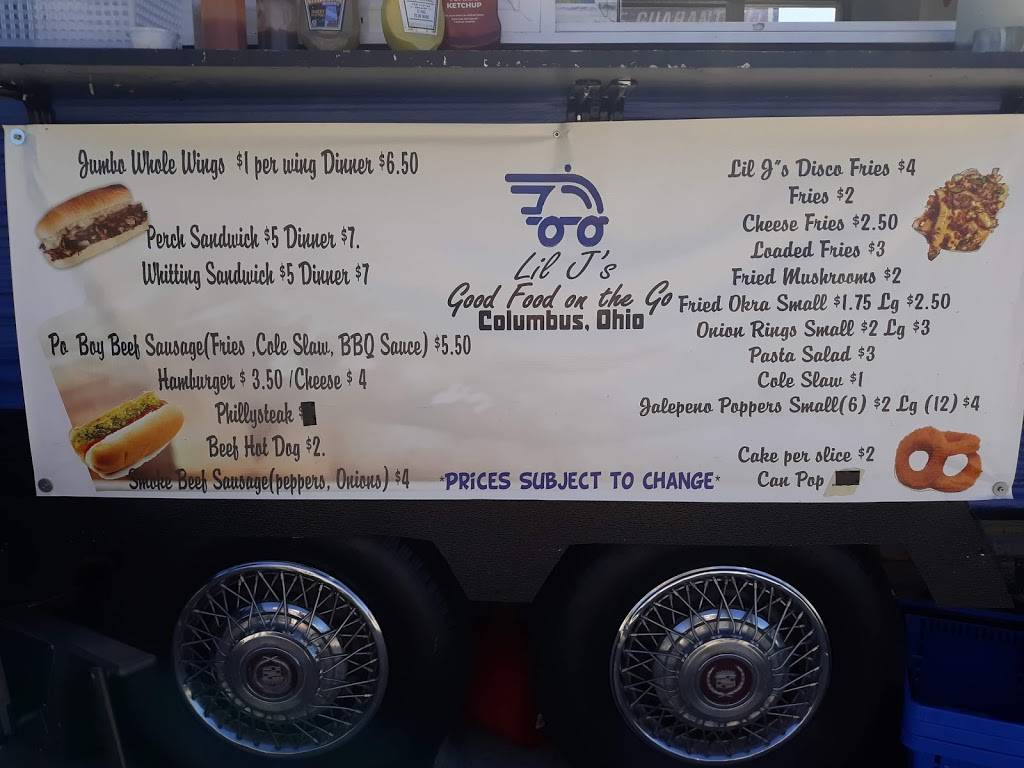 KETCHUP
Jumbo Whole Wings $1 per wing Dinner $6.50
Perch Sandwich $5 Dinner $7.
Whitting Sandwich $5 Dinner $7
Po Boy Beef Sausage(Fries ,Cole Slaw, BBQ Sauce) $5.50
Hamburger $ 3.50 /Cheese $ 4
Phillysteak $
Beef Hot Dog $2.
Smoke Beef Sausage(peppers, Onions) $4
Lil J's
Good Food on the Go
Columbus, Ohio
*PRICES SUBJECT TO CHANGE*
Lil J"s Disco Fries $4
Fries $2
Cheese Fries $2.50
Loaded Fries $3
Fried Mushrooms $2
Fried Okra Small $1.75 Lg $2.50
Onion Rings Small $2 Lg $3
Pasta Salad $3
Cole Slaw $1
Jalepeno Poppers Small(6) $2 Lg (12) $4
Cake per slice $2
Can Pop